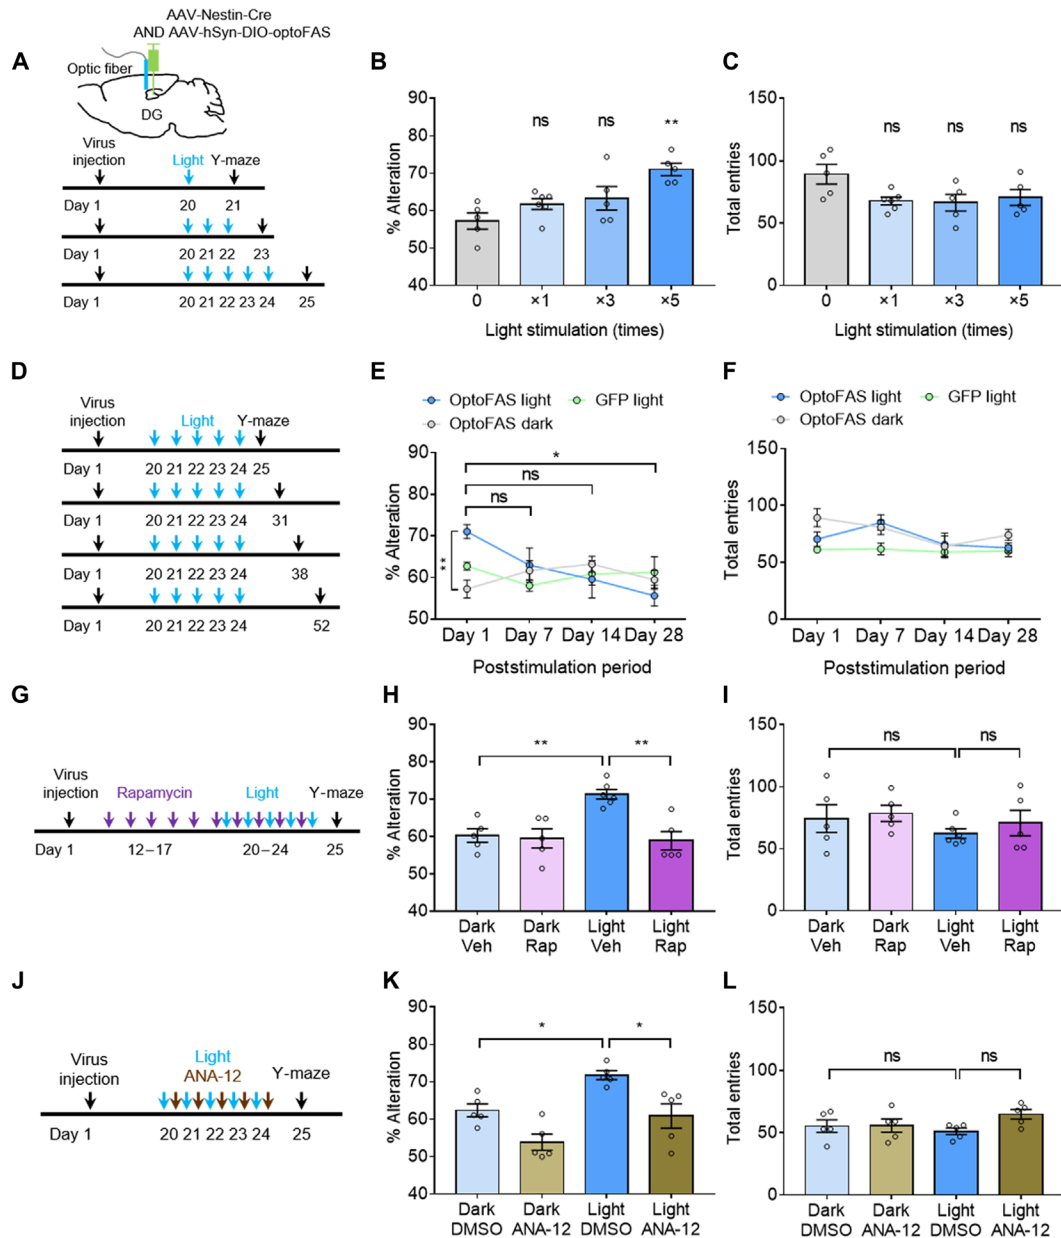 AAV-Nestin-Cre
AND AAV-hSyn-DIO-optoFAS
A
Optic fiber
DG
Virus
injection
Light
Y-maze
Day 1
20
21
Day 1
20 21 22
23
Day 1
20 21 22 23 24
25
B
% Alteration
90
80
70
60
50
40
ns
ns
**
0
×1
×3
×5
Light stimulation (times)
C
Total entries
150
100
50
0
ns
ns
ns
0
×1
×3
×5
Light stimulation (times)
D
Virus
injection
Light
Y-maze
Day 1
20 21 22 23 24 25
Day 1
20 21 22 23 24
31
Day 1
20 21 22 23 24
38
Day 1
20 21 22 23 24
52
E
OptoFAS light
GFP light
OptoFAS dark
% Alteration
90
80
70
60
50
*
ns
ns
**
Day 1
Day 7
Day 14
Day 28
Poststimulation period
F
OptoFAS light
GFP light
OptoFAS dark
Total entries
150
100
50
0
Day 1
Day 7
Day 14
Day 28
Poststimulation period
G
Virus
injection
Rapamycin
Light
Y-maze
Day 1
12–17
20–24
25
H
% Alteration
90
80
70
60
50
40
**
**
Dark
Veh
Dark
Rap
Light
Veh
Light
Rap
I
Total entries
150
100
50
0
ns
ns
Dark
Veh
Dark
Rap
Light
Veh
Light
Rap
J
Virus
injection
Light
ANA-12
Y-maze
Day 1
20 21 22 23 24
25
K
% Alteration
90
80
70
60
50
40
*
*
Dark
DMSO
Dark
ANA-12
Light
DMSO
Light
ANA-12
L
Total entries
150
100
50
0
ns
ns
Dark
DMSO
Dark
ANA-12
Light
DMSO
Light
ANA-12